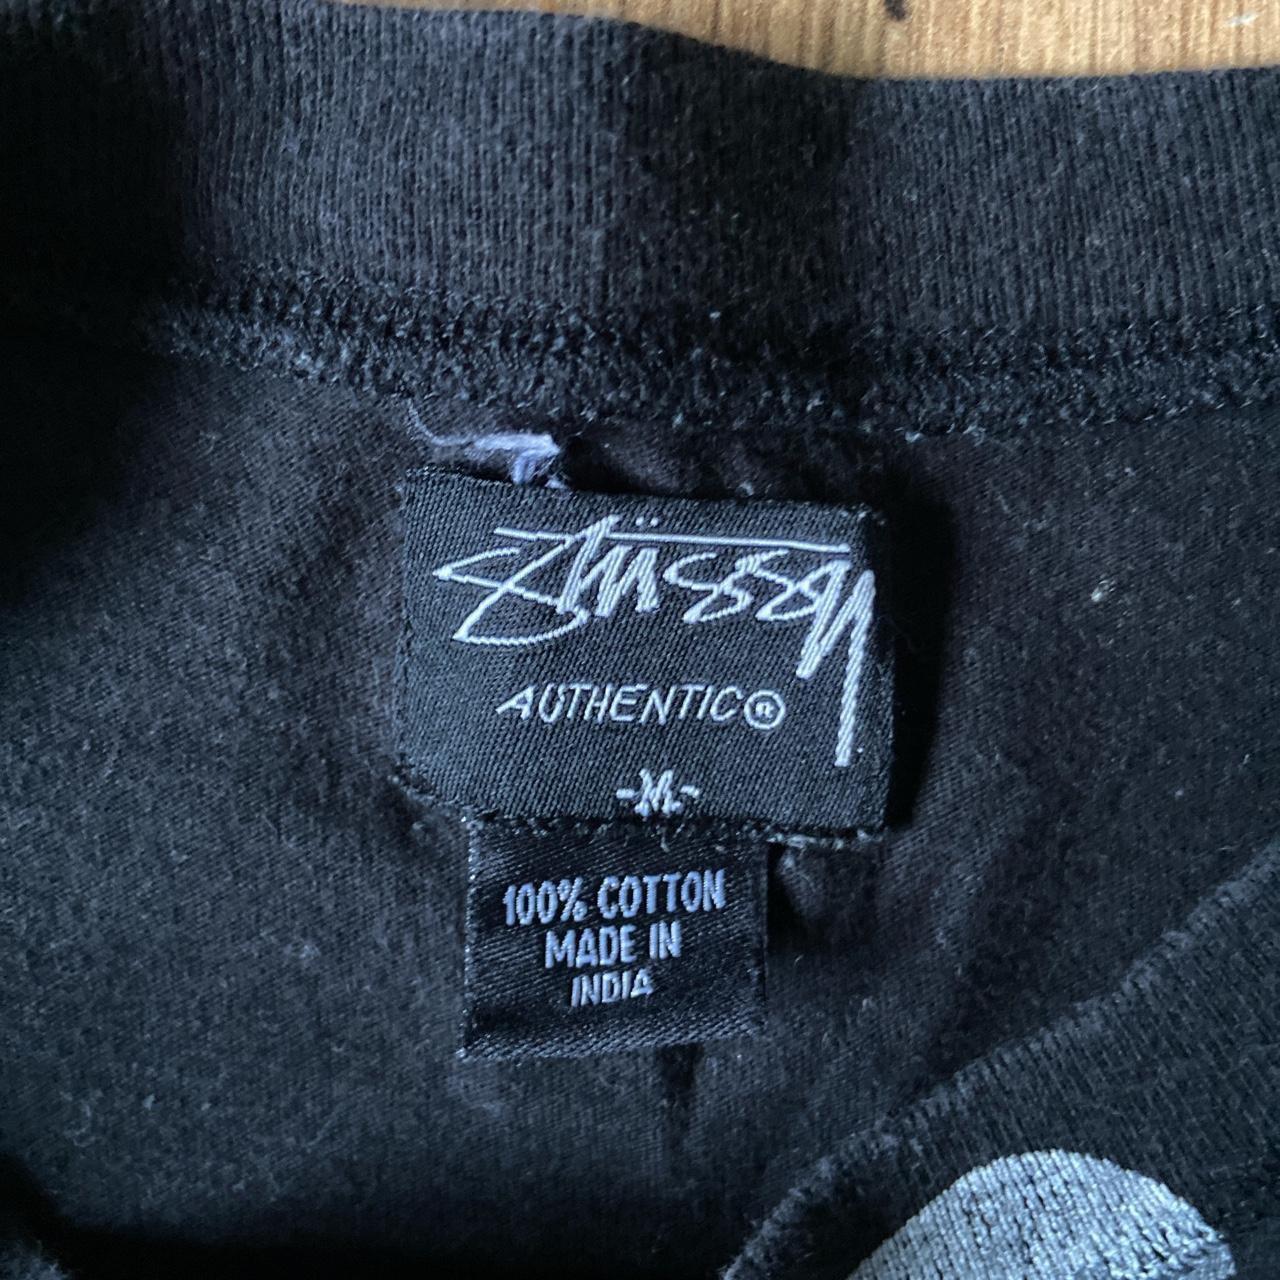 Stüssy
AUTHENTIC®
-M-
100% COTTON
MADE IN
INDIA